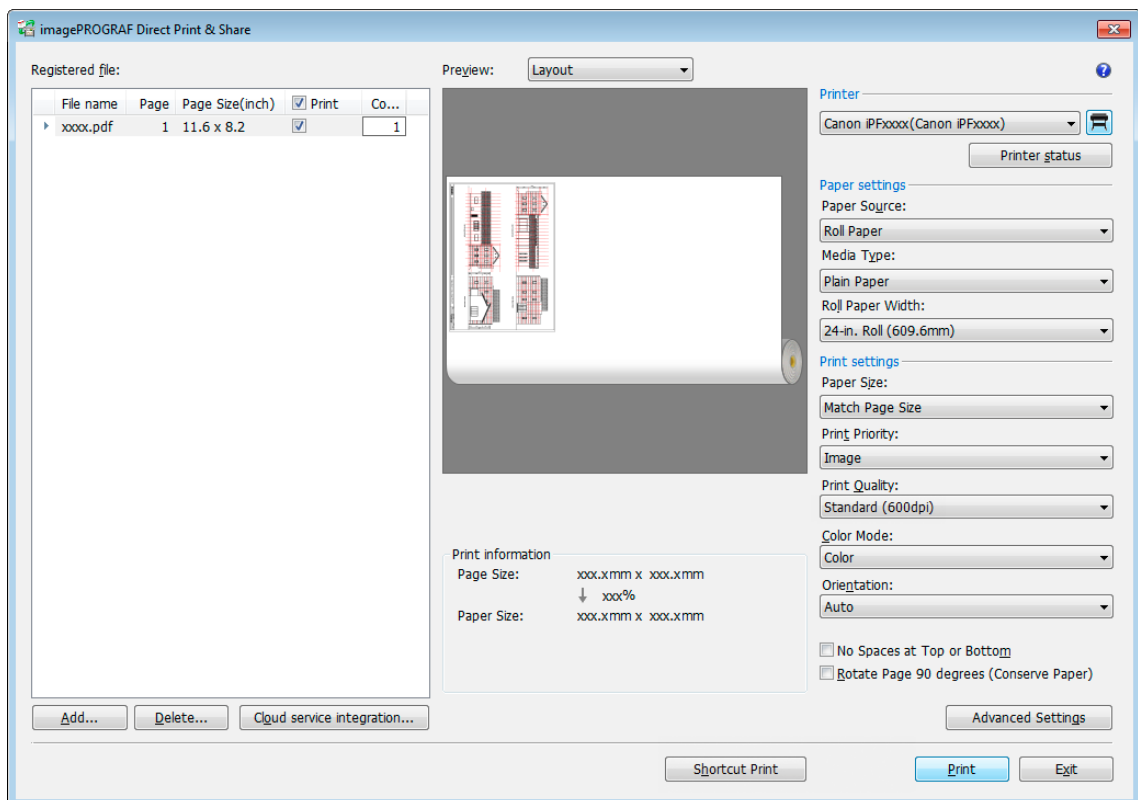 imagePROGRAF Direct Print & Share
Registered file:
File name Page Page Size(inch) Print Co...
xxxx.pdf 1 11.6 x 8.2 1
Add... Delete... Cloud service integration...
Preview: Layout
Print information
Page Size: xxx.xmm x xxx.xmm
xxx%
Paper Size: xxx.xmm x xxx.xmm
Printer
Canon iPFxxxx(Canon iPFxxxx)
Printer status
Paper settings
Paper Source:
Roll Paper
Media Type:
Plain Paper
Roll Paper Width:
24-in. Roll (609.6mm)
Print settings
Paper Size:
Match Page Size
Print Priority:
Image
Print Quality:
Standard (600dpi)
Color Mode:
Color
Orientation:
Auto
No Spaces at Top or Bottom
Rotate Page 90 degrees (Conserve Paper)
Advanced Settings
Shortcut Print Print Exit